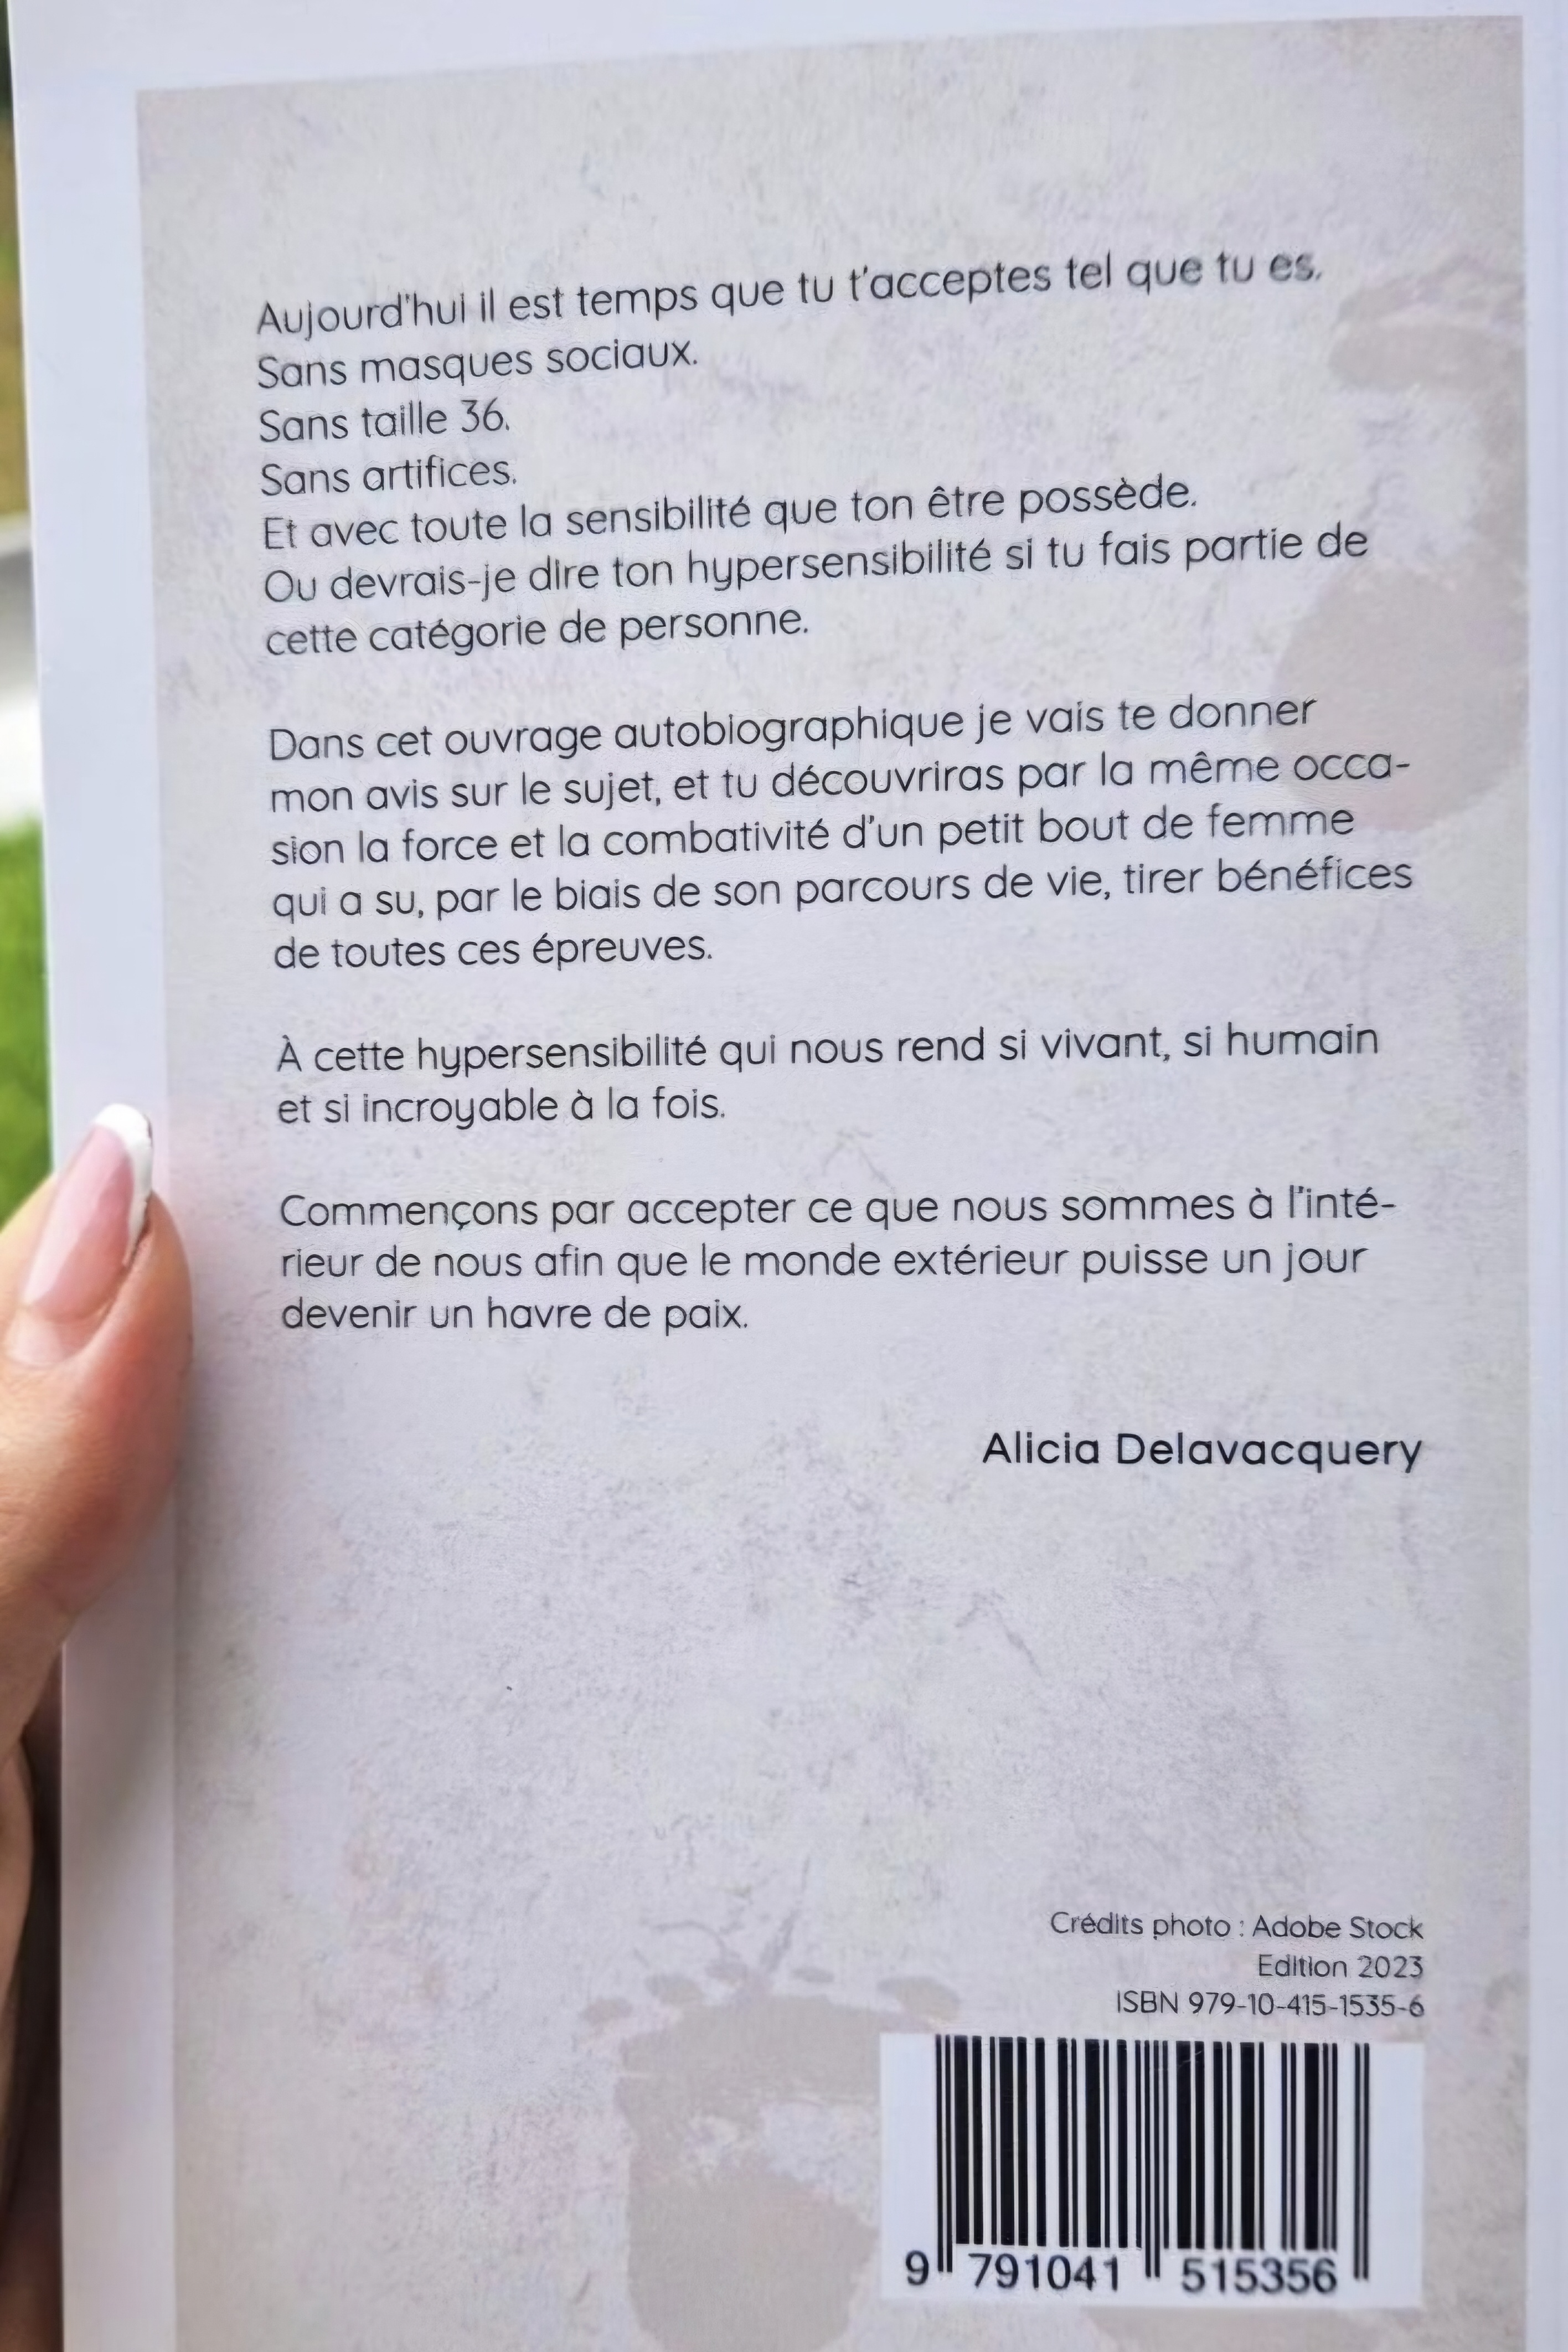 Aujourd'hui il est temps que tu t'acceptes tel que tu es.
Sans masques sociaux.
Sans taille 36.
Sans artifices.
Et avec toute la sensibilité que ton être possède.
Ou devrais-je dire ton hypersensibilité si tu fais partie de
cette catégorie de personne.
Dans cet ouvrage autobiographique je vais te donner
mon avis sur le sujet, et tu découvriras par la même occa-
sion la force et la combativité d'un petit bout de femme
qui a su, par le biais de son parcours de vie, tirer bénéfices
de toutes ces épreuves.
À cette hypersensibilité qui nous rend si vivant, si humain
et si incroyable à la fois.
Commençons par accepter ce que nous sommes à l'inté-
rieur de nous afin que le monde extérieur puisse un jour
devenir un havre de paix.
Alicia Delavacquery
Crédits photo : Adobe Stock
Edition 2023
ISBN 979-10-415-1535-6
9 791041 515356